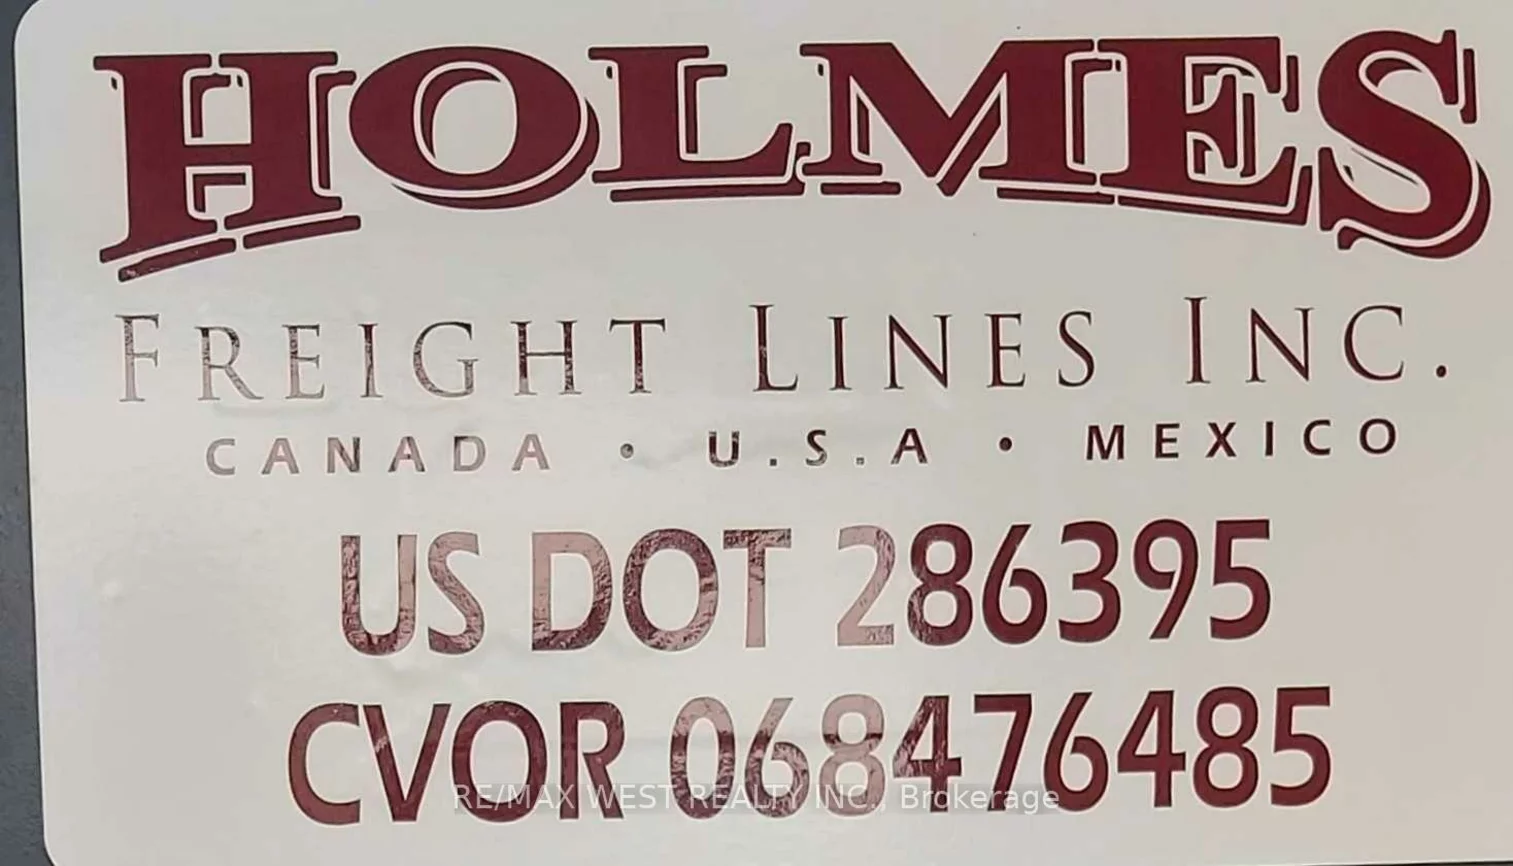 HOLMES
FREIGHT LINES INC.
CANADA • U.S.A • MEXICO
US DOT 286395
CVOR 068476485
RE/MAX WEST REALTY INC., Brokerage